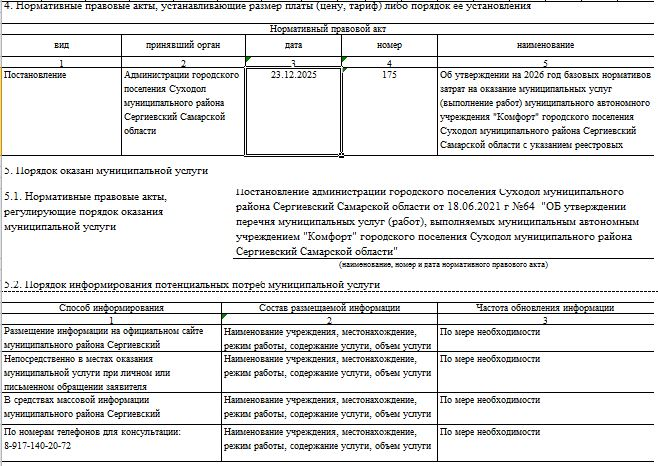 4. Нормативные правовые акты, устанавливающие размер платы (цену, тариф) либо порядок ее установления
Нормативный правовой акт
вид принявший орган дата номер наименование
1 2 3 4 5
Постановление Администрации городского 23.12.2025 175 Об утверждении на 2026 год базовых нормативов
поселения Суходол затрат на оказание муниципальных услуг
муниципального района (выполнение работ) муниципального автономного
Сергиевский Самарской учреждения "Комфорт" городского поселения
области Суходол муниципального района Сергиевский
Самарской области с указанием реестровых
5. Порядок оказані муниципальной услуги
5.1. Нормативные правовые акты,
регулирующие порядок оказания
муниципальной услуги
Постановление администрации городского поселения Суходол муниципального
района Сергиевский Самарской области от 18.06.2021 г №64 "ОБ утверждении
перечня муниципальных услуг (работ), выполняемых муниципальным автономным
учреждением "Комфорт" городского поселения Суходол муниципального района
Сергиевский Самарской области"
(наименование, номер и дата нормативного правового акта)
5.2. Порядок информирования потенциальных потреб муниципальной услуги
Способ информирования Состав размещаемой информации Частота обновления информации
1 2 3
Размещение информации на официальном сайте Наименование учреждения, местонахождение, По мере необходимости
муниципального района Сергиевский режим работы, содержание услуги, объем услуги
Непосредственно в местах оказания Наименование учреждения, местонахождение, По мере необходимости
муниципальной услуги при личном или режим работы, содержание услуги, объем услуги
письменном обращении заявителя
В средствах массовой информации Наименование учреждения, местонахождение, По мере необходимости
муниципального района Сергиевский режим работы, содержание услуги, объем услуги
По номерам телефонов для консультации: Наименование учреждения, местонахождение, По мере необходимости
8-917-140-20-72 режим работы, содержание услуги, объем услуги